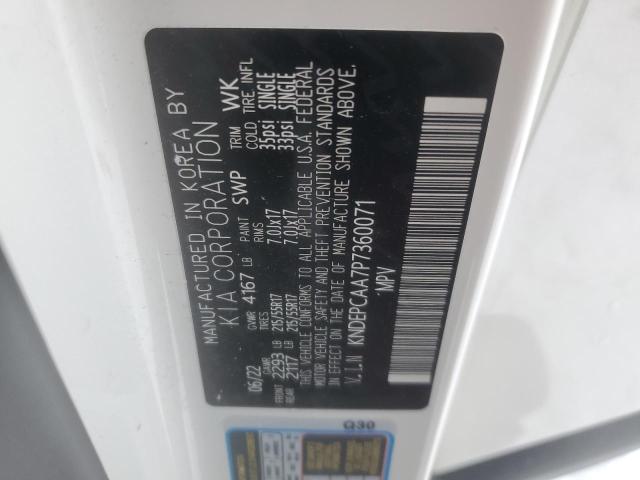 MANUFACTURED IN KOREA BY
KIA CORPORATION
06/22 GVWR 4167 LB PAINT SWP TRIM WK
GAWR TIRES RIMS COLD TIRE INFL
FRONT 2293 LB 215/55R17 7.0Jx17 35psi SINGLE
REAR 2117 LB 215/55R17 7.0Jx17 33psi SINGLE
THIS VEHICLE CONFORMS TO ALL APPLICABLE U.S.A. FEDERAL
MOTOR VEHICLE SAFETY AND THEFT PREVENTION STANDARDS
IN EFFECT ON THE DATE OF MANUFACTURE SHOWN ABOVE.
V.I.N KNDEPCAA7P7360071
:MPV
Q30